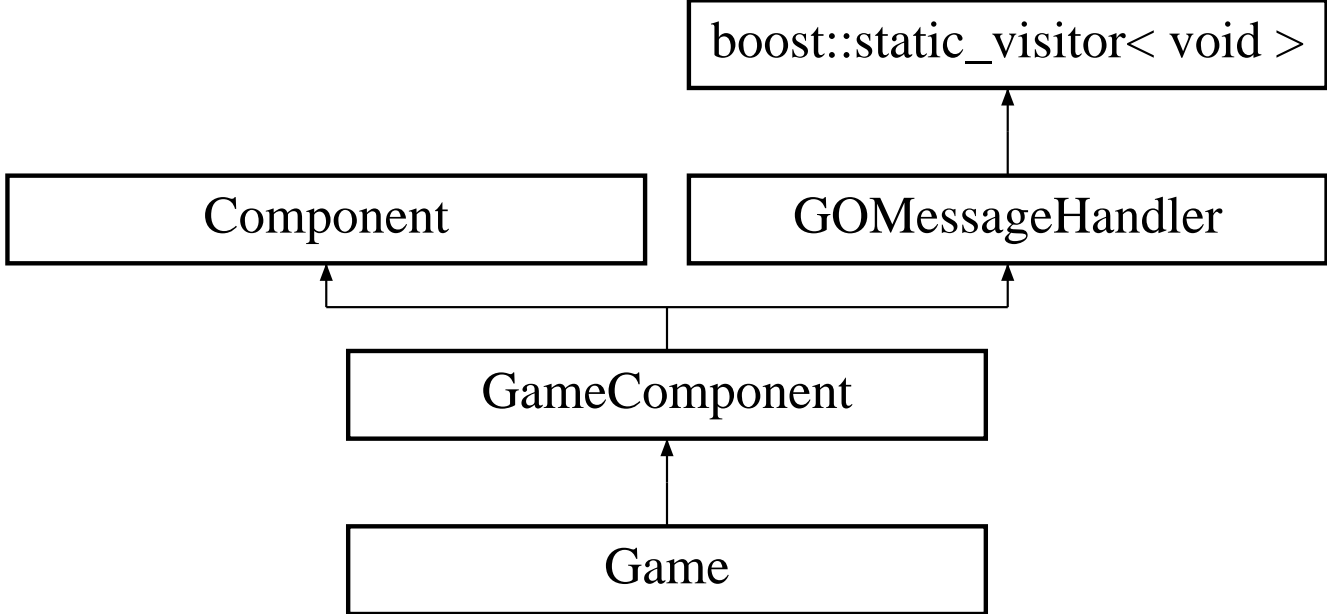 boost::static_visitor< void >
Component
GOMessageHandler
GameComponent
Game